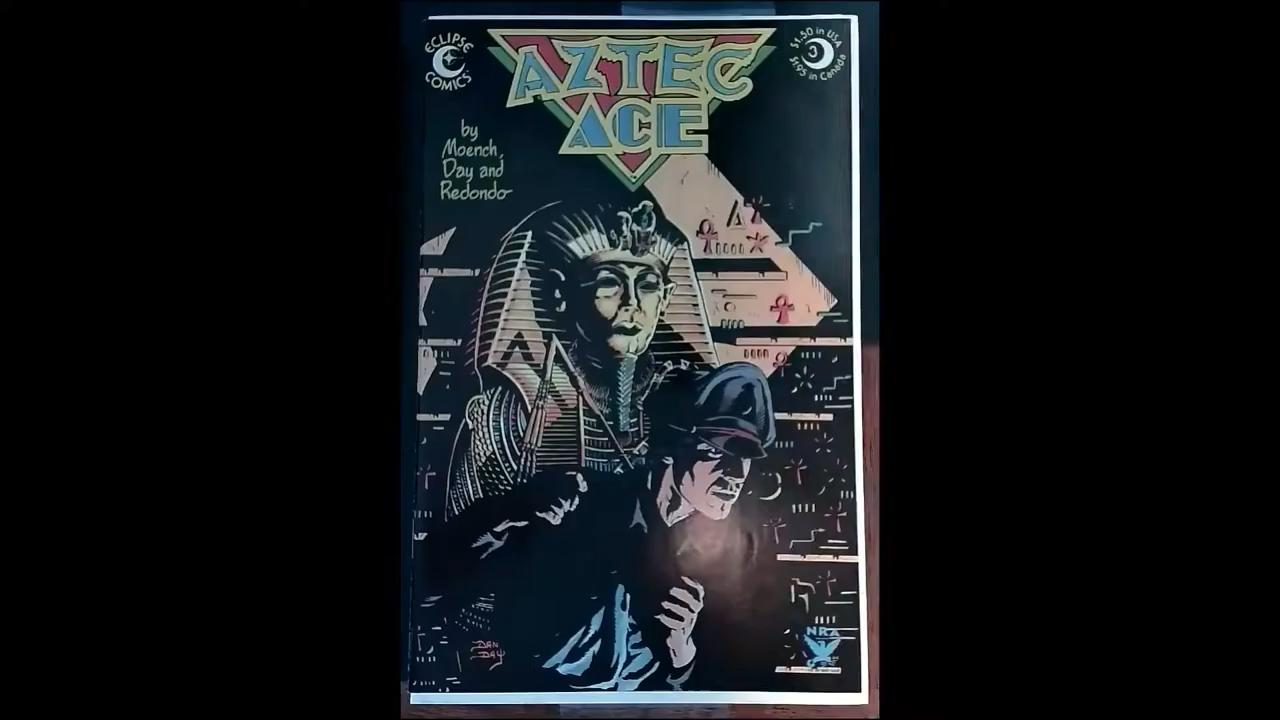 ECLIPSE
COMICS
AZTEC
ACE
$1.50 in USA
3
$1.95 in Canada
by
Moench,
Day and
Redondo
DAN
DAY
NRA